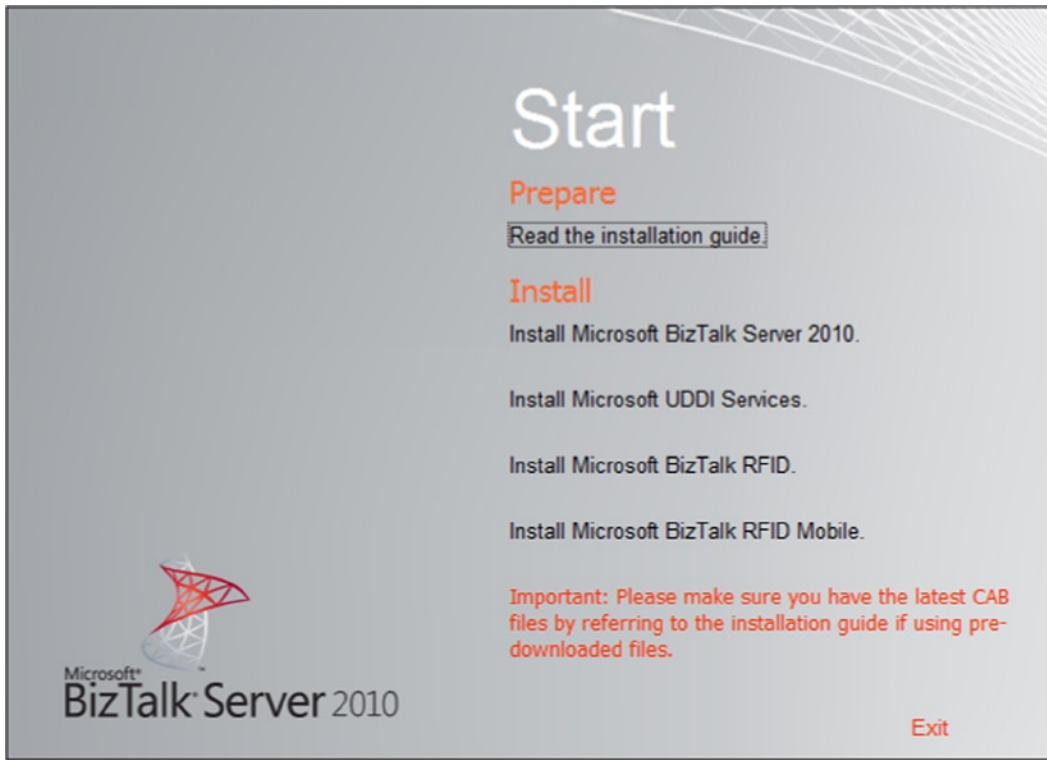 Start
Prepare
Read the installation guide.
Install
Install Microsoft BizTalk Server 2010.
Install Microsoft UDDI Services.
Install Microsoft BizTalk RFID.
Install Microsoft BizTalk RFID Mobile.
Important: Please make sure you have the latest CAB
files by referring to the installation guide if using pre-
downloaded files.
Microsoft®
BizTalk® Server™ 2010
Exit